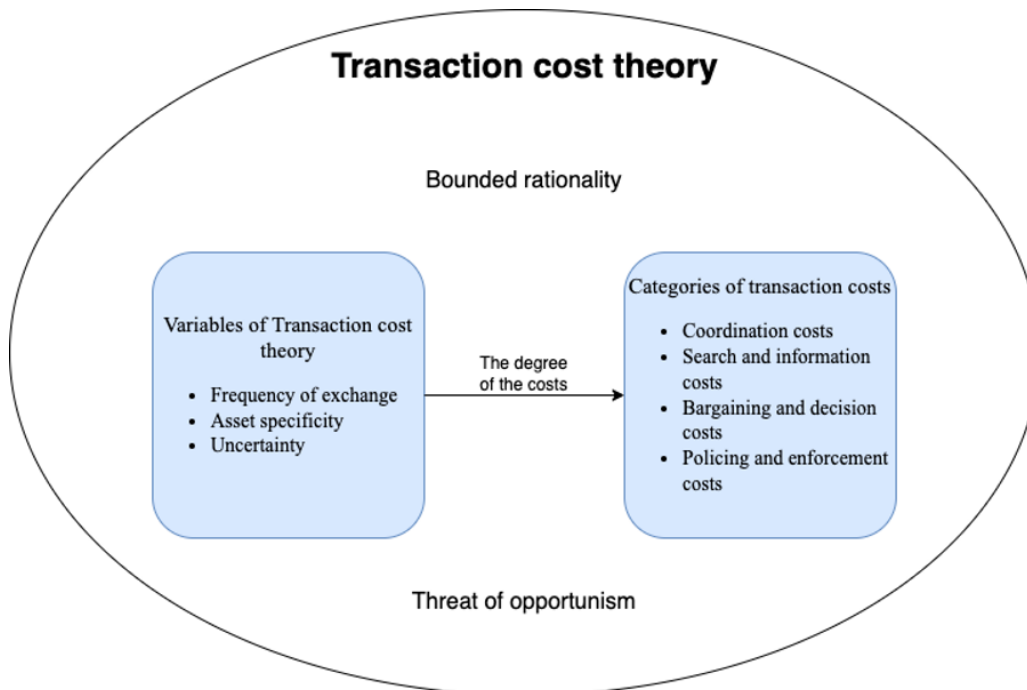 Transaction cost theory
Bounded rationality
Variables of Transaction cost
theory
• Frequency of exchange
• Asset specificity
• Uncertainty
The degree
of the costs
Categories of transaction costs
• Coordination costs
• Search and information
costs
• Bargaining and decision
costs
• Policing and enforcement
costs
Threat of opportunism